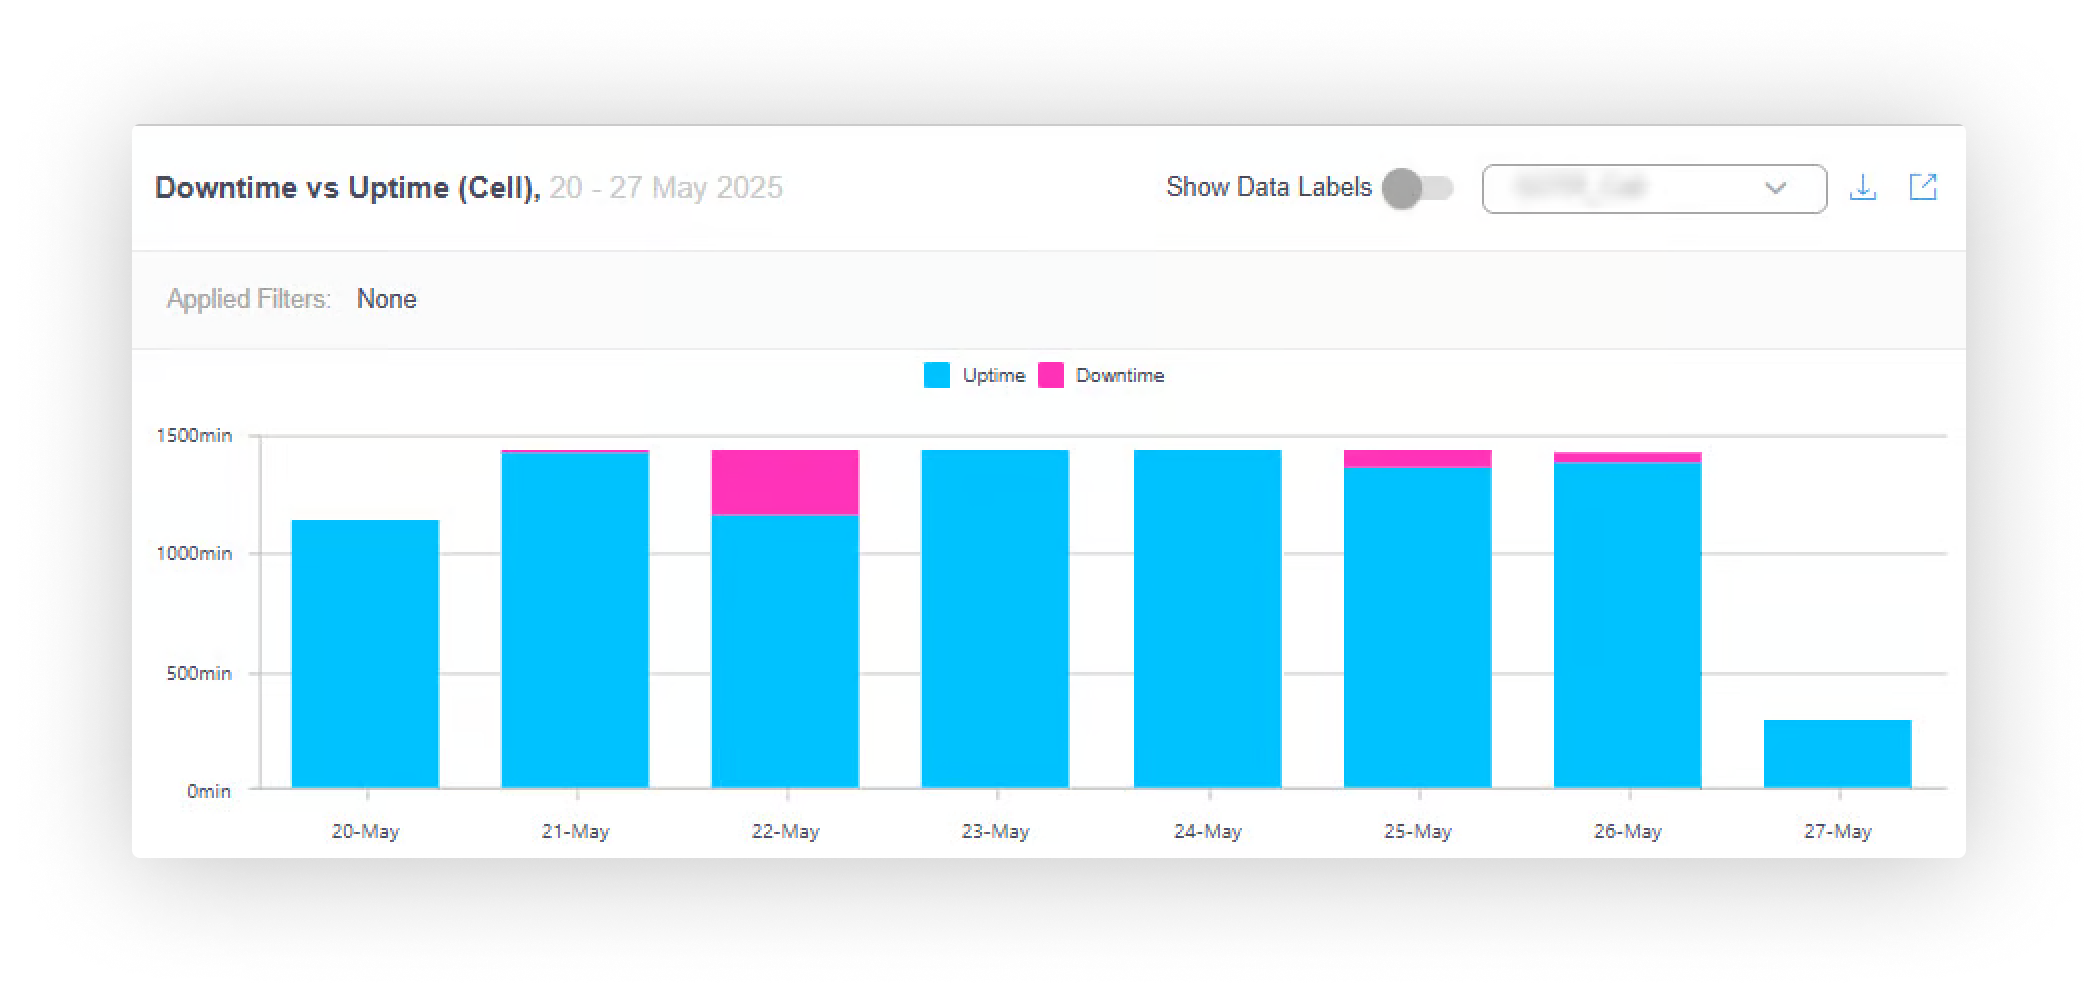 Downtime vs Uptime (Cell), 20 - 27 May 2025
Show Data Labels
Applied Filters: None
Uptime Downtime
1500min
1000min
500min
0min
20-May 21-May 22-May 23-May 24-May 25-May 26-May 27-May